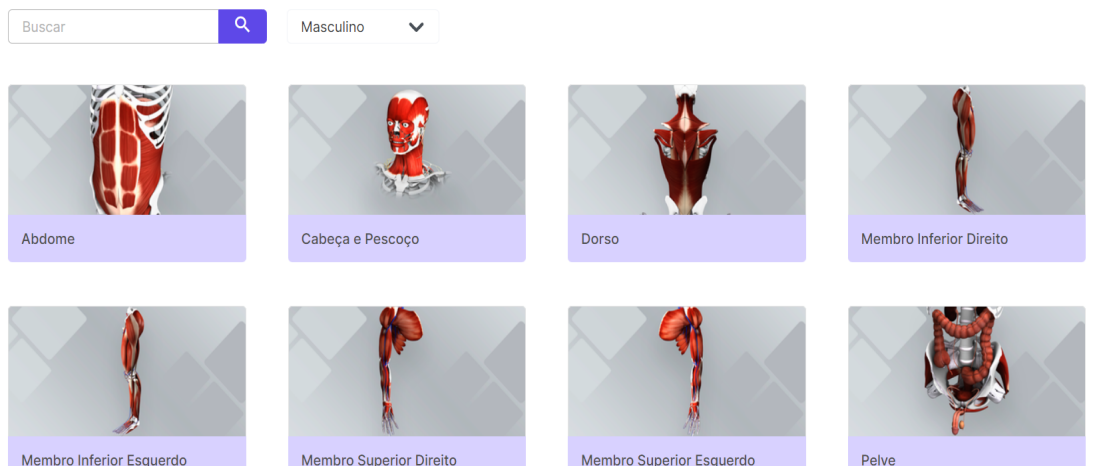 Buscar
Masculino
Abdome
Cabeça e Pescoço
Dorso
Membro Inferior Direito
Membro Inferior Esquerdo
Membro Superior Direito
Membro Superior Esquerdo
Pelve